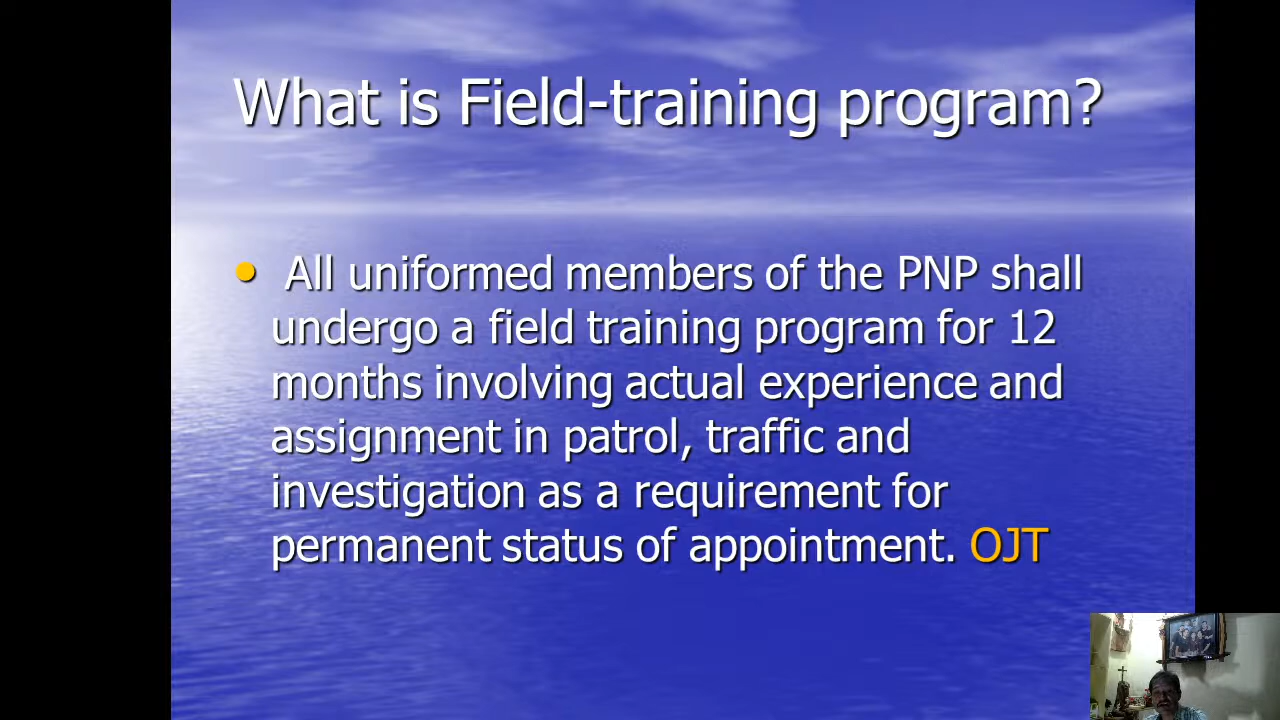 What is Field-training program?
• All uniformed members of the PNP shall
undergo a field training program for 12
months involving actual experience and
assignment in patrol, traffic and
investigation as a requirement for
permanent status of appointment. OJT